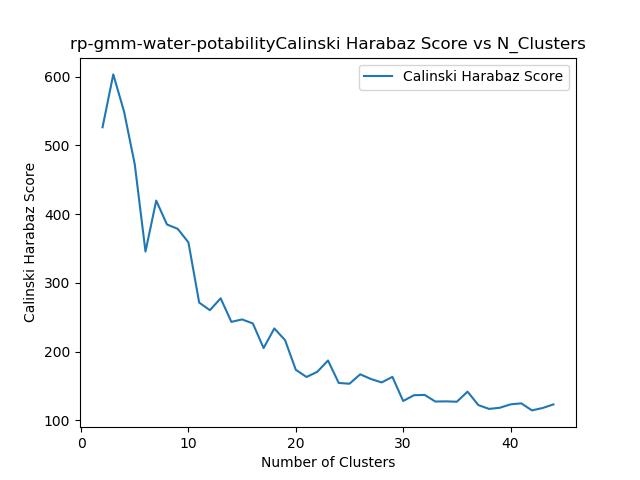 rp-gmm-water-potabilityCalinski Harabaz Score vs N_Clusters
Calinski Harabaz Score
Calinski Harabaz Score
600
500
400
300
200
100
0 10 20 30 40
Number of Clusters